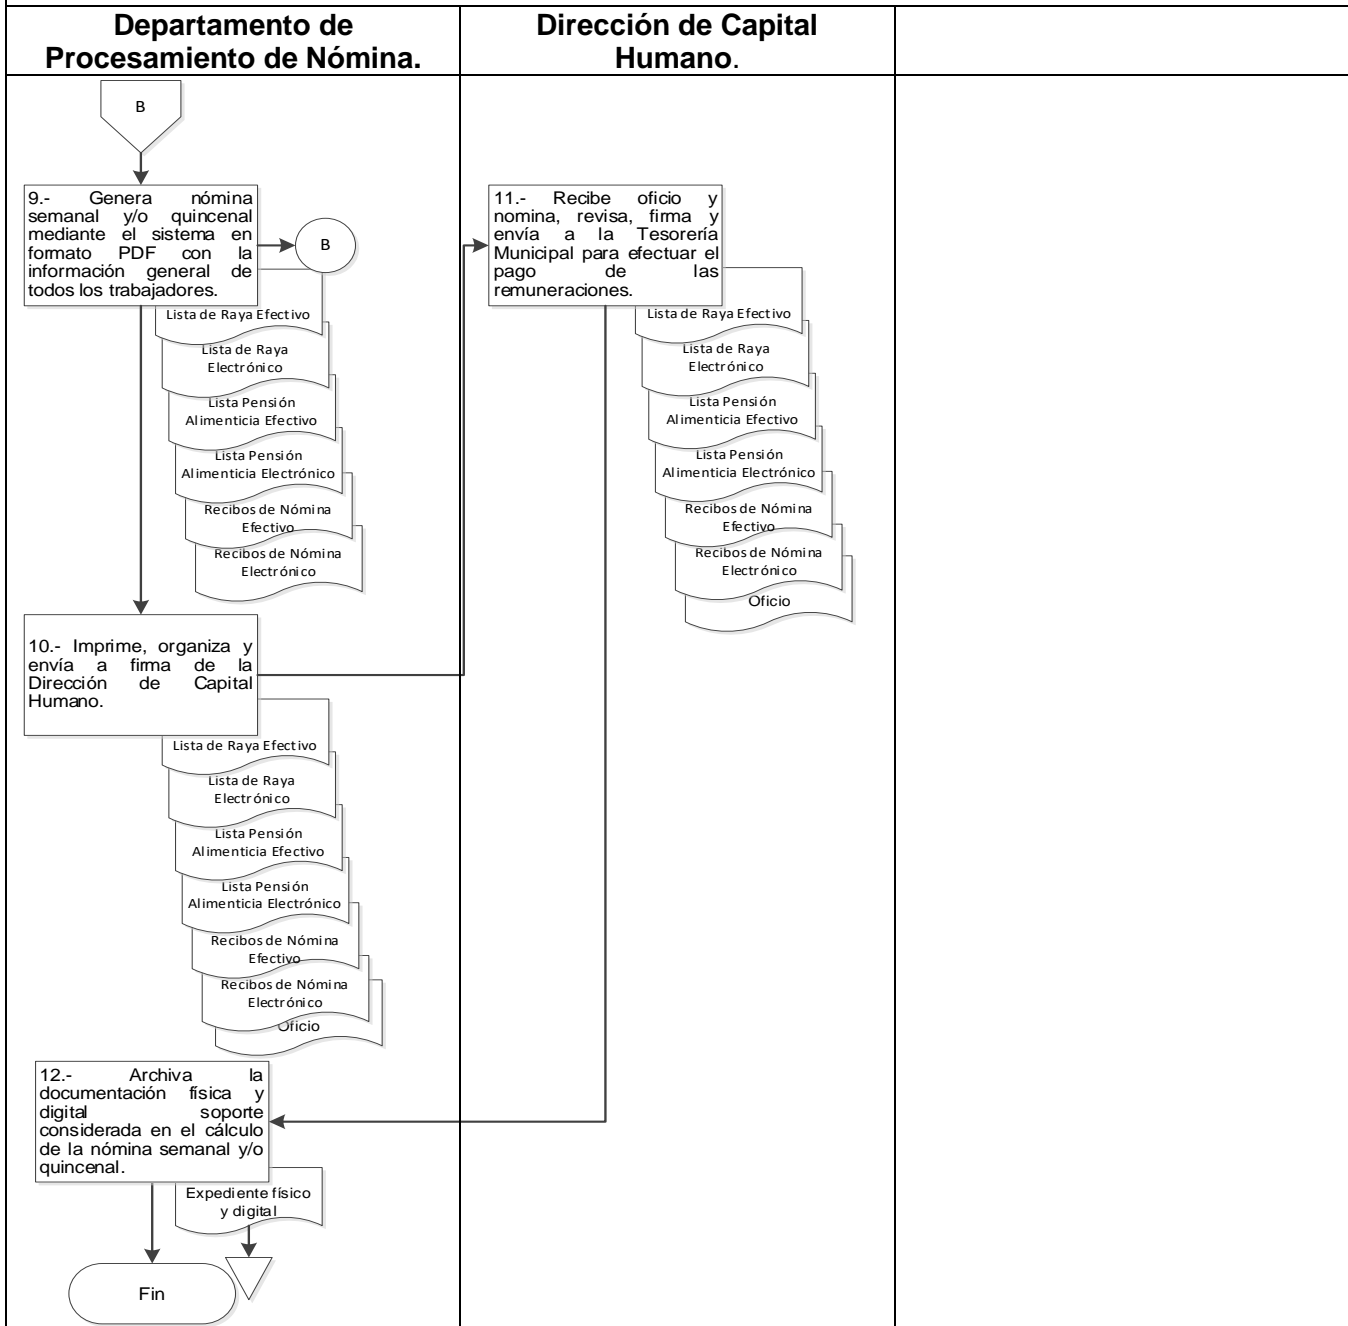 Departamento de
Procesamiento de Nómina.
Dirección de Capital
Humano.
B
9.- Genera nómina
semanal y/o quincenal
mediante el sistema en
formato PDF con la
información general de
todos los trabajadores.
B
Lista de Raya Efectivo
Lista de Raya
Electrónico
Lista Pensión
Alimenticia Efectivo
Lista Pensión
Alimenticia Electrónico
Recibos de Nómina
Efectivo
Recibos de Nómina
Electrónico
10.- Imprime, organiza y
envía a firma de la
Dirección de Capital
Humano.
Lista de Raya Efectivo
Lista de Raya
Electrónico
Lista Pensión
Alimenticia Efectivo
Lista Pensión
Alimenticia Electrónico
Recibos de Nómina
Efectivo
Recibos de Nómina
Electrónico
Oficio
11.- Recibe oficio y
nomina, revisa, firma y
envía a la Tesorería
Municipal para efectuar el
pago de las
remuneraciones.
Lista de Raya Efectivo
Lista de Raya
Electrónico
Lista Pensión
Alimenticia Efectivo
Lista Pensión
Alimenticia Electrónico
Recibos de Nómina
Efectivo
Recibos de Nómina
Electrónico
Oficio
12.- Archiva la
documentación física y
digital soporte
considerada en el cálculo
de la nómina semanal y/o
quincenal.
Expediente físico
y digital
Fin